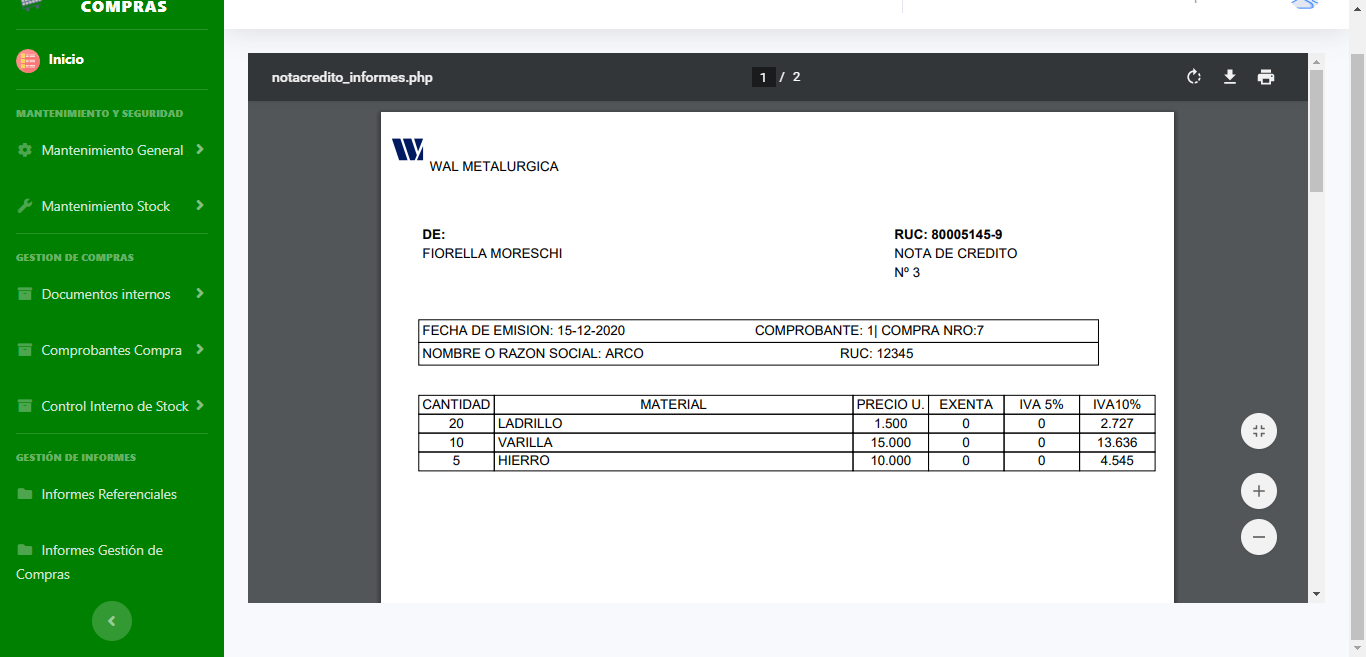 COMPRAS
Inicio
MANTENIMIENTO Y SEGURIDAD
Mantenimiento General
Mantenimiento Stock
GESTION DE COMPRAS
Documentos internos
Comprobantes Compra
Control Interno de Stock
GESTIÓN DE INFORMES
Informes Referenciales
Informes Gestión de
Compras
notacredito_informes.php 1 / 2
W
WAL METALURGICA
DE: RUC: 80005145-9
FIORELLA MORESCHI NOTA DE CREDITO
Nº 3
FECHA DE EMISION: 15-12-2020 COMPROBANTE: 1| COMPRA NRO:7
NOMBRE O RAZON SOCIAL: ARCO RUC: 12345
CANTIDAD MATERIAL PRECIO U. EXENTA IVA 5% IVA10%
20 LADRILLO 1.500 0 0 2.727
10 VARILLA 15.000 0 0 13.636
5 HIERRO 10.000 0 0 4.545